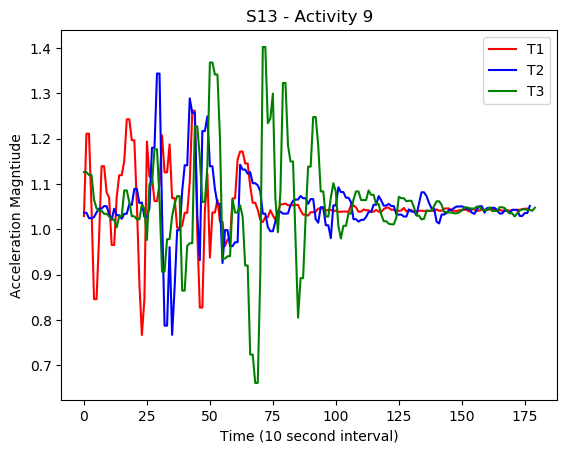 S13 - Activity 9
T1
T2
T3
Acceleration Magntiude
1.4
1.3
1.2
1.1
1.0
0.9
0.8
0.7
0
25
50
75
100
125
150
175
Time (10 second interval)